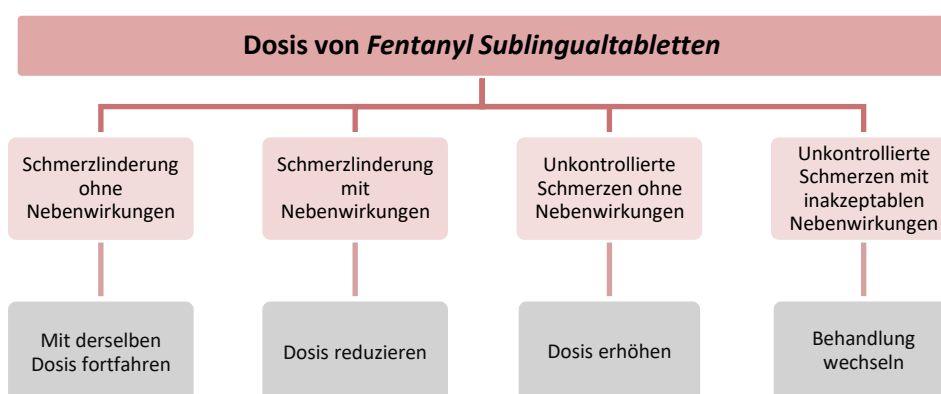 Dosis von Fentanyl Sublingualtabletten
Schmerzlinderung
ohne
Nebenwirkungen
Schmerzlinderung
mit
Nebenwirkungen
Unkontrollierte
Schmerzen ohne
Nebenwirkungen
Unkontrollierte
Schmerzen mit
inakzeptablen
Nebenwirkungen
Mit derselben
Dosis fortfahren
Dosis reduzieren
Dosis erhöhen
Behandlung
wechseln